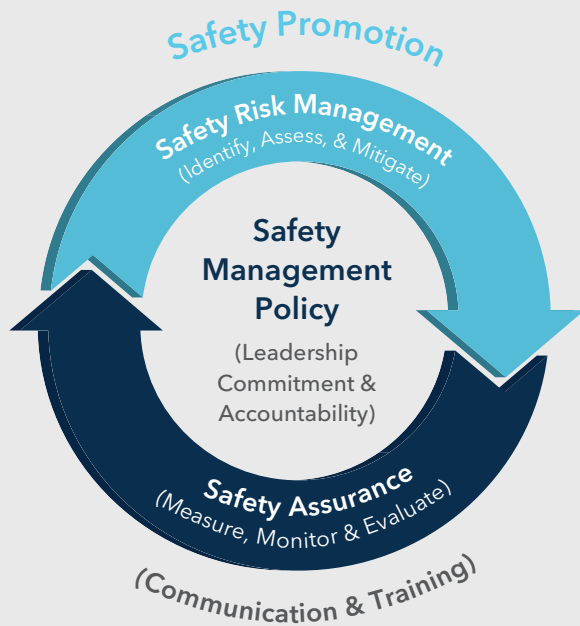 Safety Promotion
Safety Risk Management
(Identify, Assess, & Mitigate)
Safety
Management
Policy
(Leadership
Commitment &
Accountability)
Safety Assurance
(Measure, Monitor & Evaluate)
(Communication & Training)